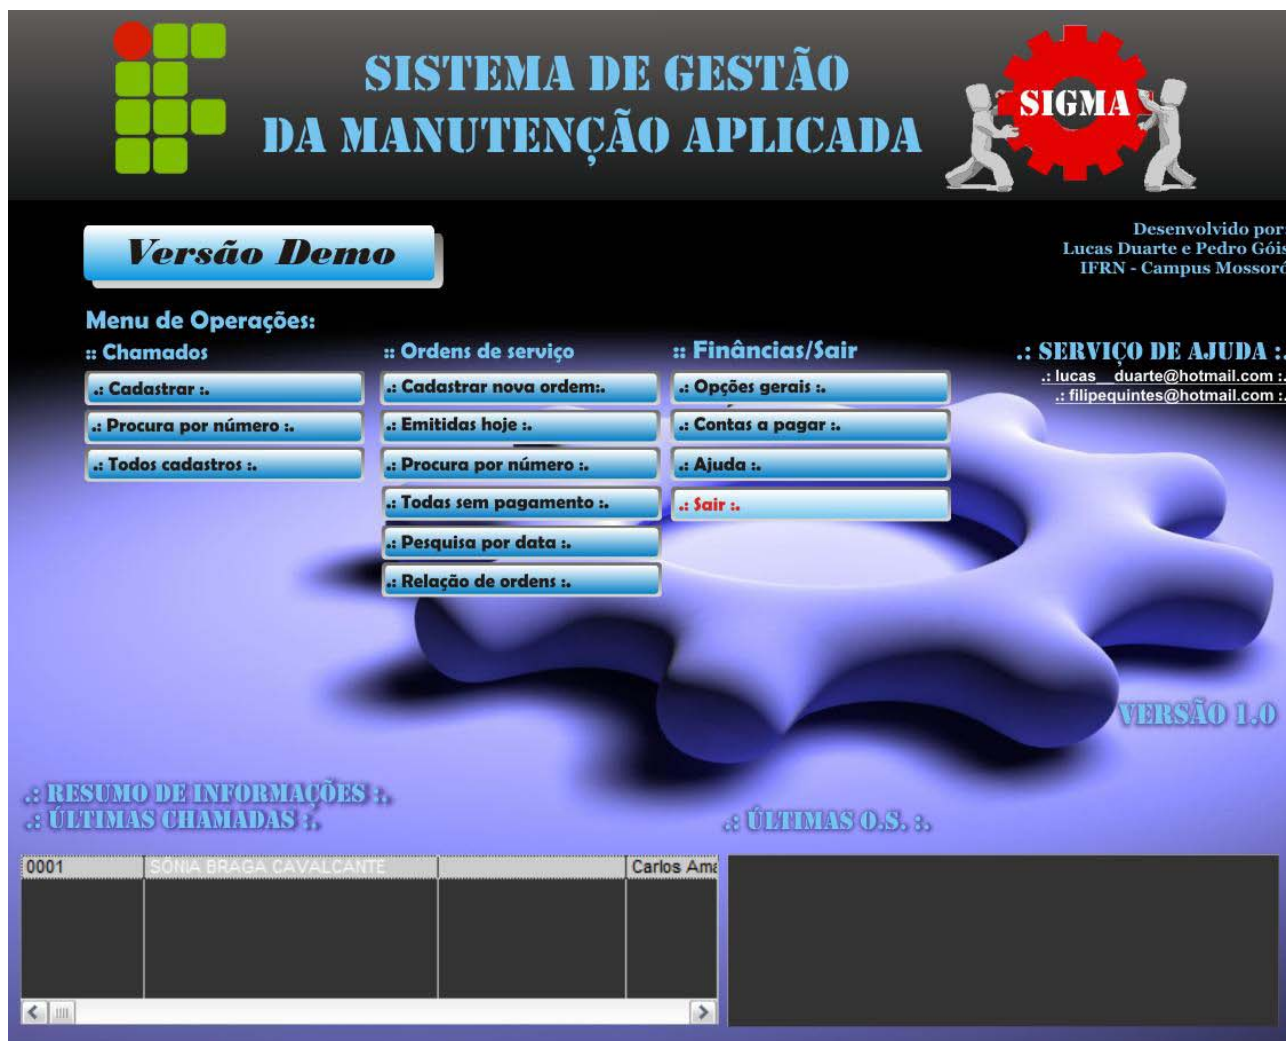 SISTEMA DE GESTÃO
DA MANUTENÇÃO APLICADA
SIGMA
Versão Demo
Desenvolvido por:
Lucas Duarte e Pedro Góis
IFRN - Campus Mossoró
Menu de Operações:
:: Chamados
.: Cadastrar :.
.: Procura por número :.
.: Todos cadastros :.
:: Ordens de serviço
.: Cadastrar nova ordem:.
.: Emitidas hoje :.
.: Procura por número :.
.: Todas sem pagamento :.
.: Pesquisa por data :.
.: Relação de ordens :.
:: Finâncias/Sair
.: Opções gerais :.
.: Contas a pagar :.
.: Ajuda :.
.: Sair :.
.: SERVIÇO DE AJUDA :.
.: lucas__duarte@hotmail.com :.
.: filipequintes@hotmail.com :.
VERSÃO 1.0
.: RESUMO DE INFORMAÇÕES :.
.: ÚLTIMAS CHAMADAS :.
.: ÚLTIMAS O.S. :.
0001 SÔNIA BRAGA CAVALCANTE Carlos Ama